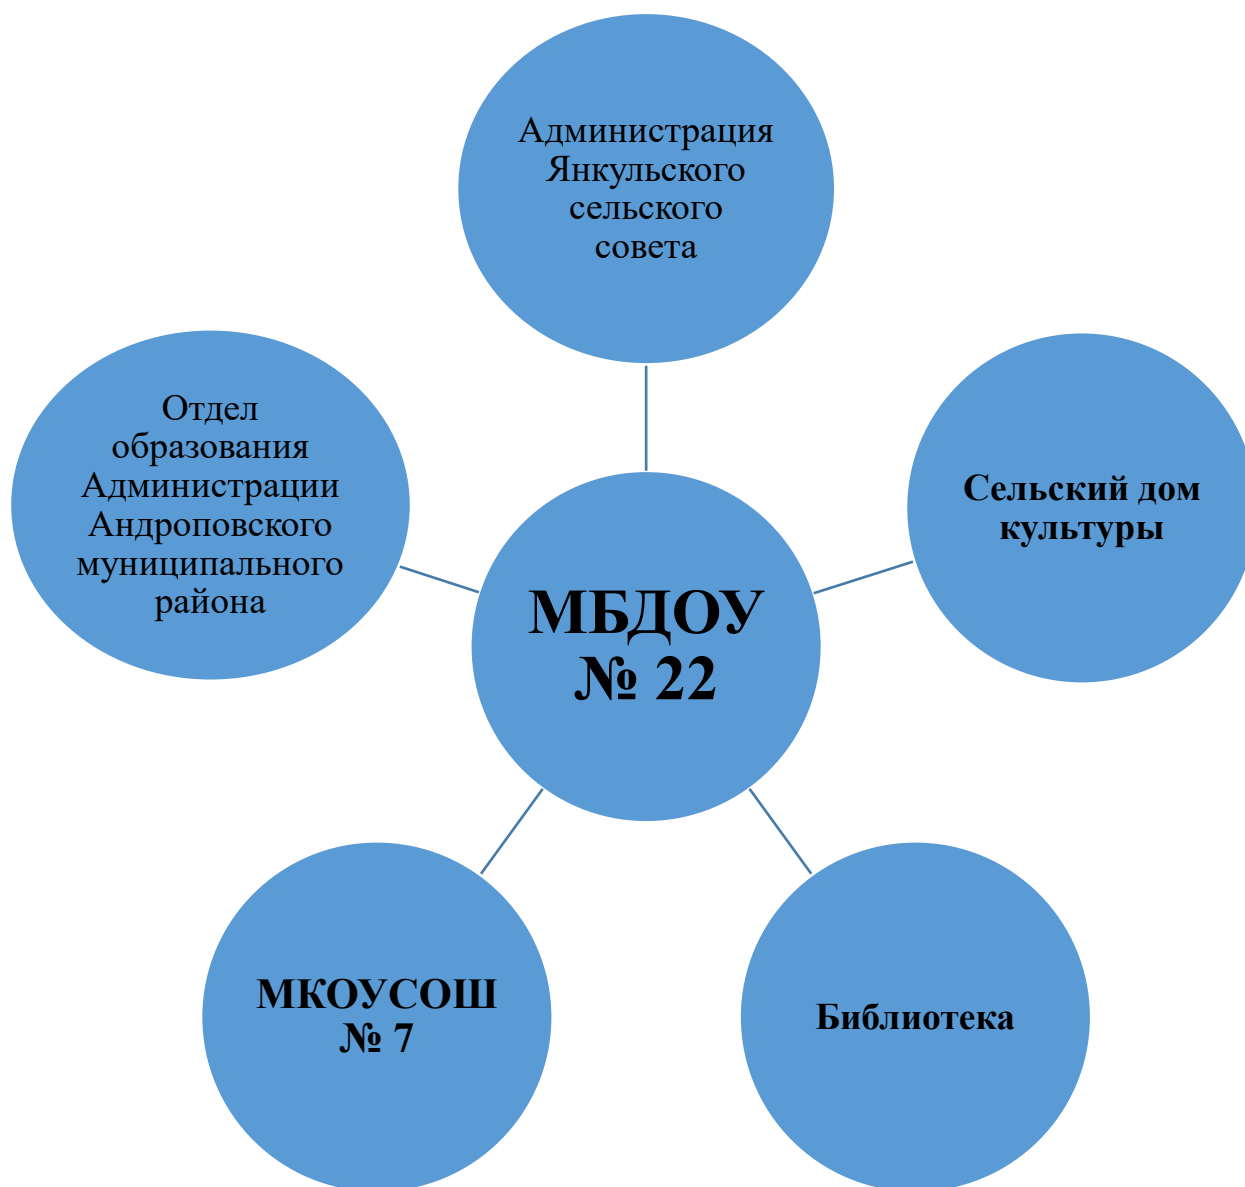 Администрация
Янкульского
сельского
совета
Отдел
образования
Администрации
Андроповского
муниципального
района
Сельский дом
культуры
МБДОУ
№ 22
МКОУСОШ
№ 7
Библиотека